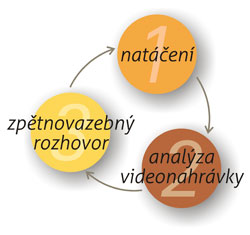 1
natáčení
2
analýza
videonahrávky
3
zpětnovazebný
rozhovor